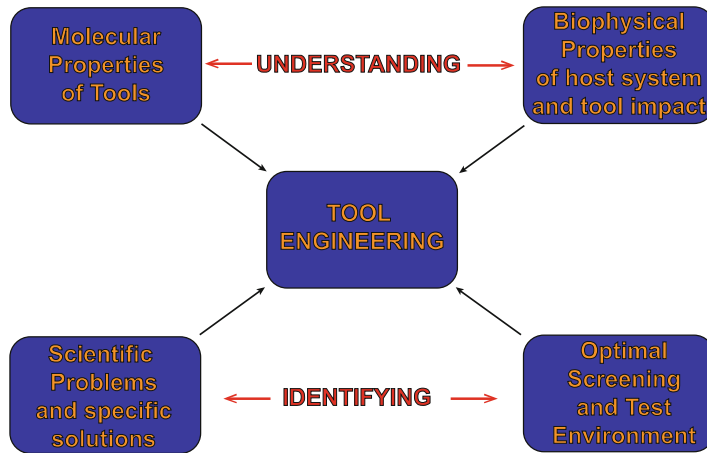 Molecular
Properties
of Tools
UNDERSTANDING
Biophysical
Properties
of host system
and tool impact
TOOL
ENGINEERING
Scientific
Problems
and specific
solutions
IDENTIFYING
Optimal
Screening
and Test
Environment